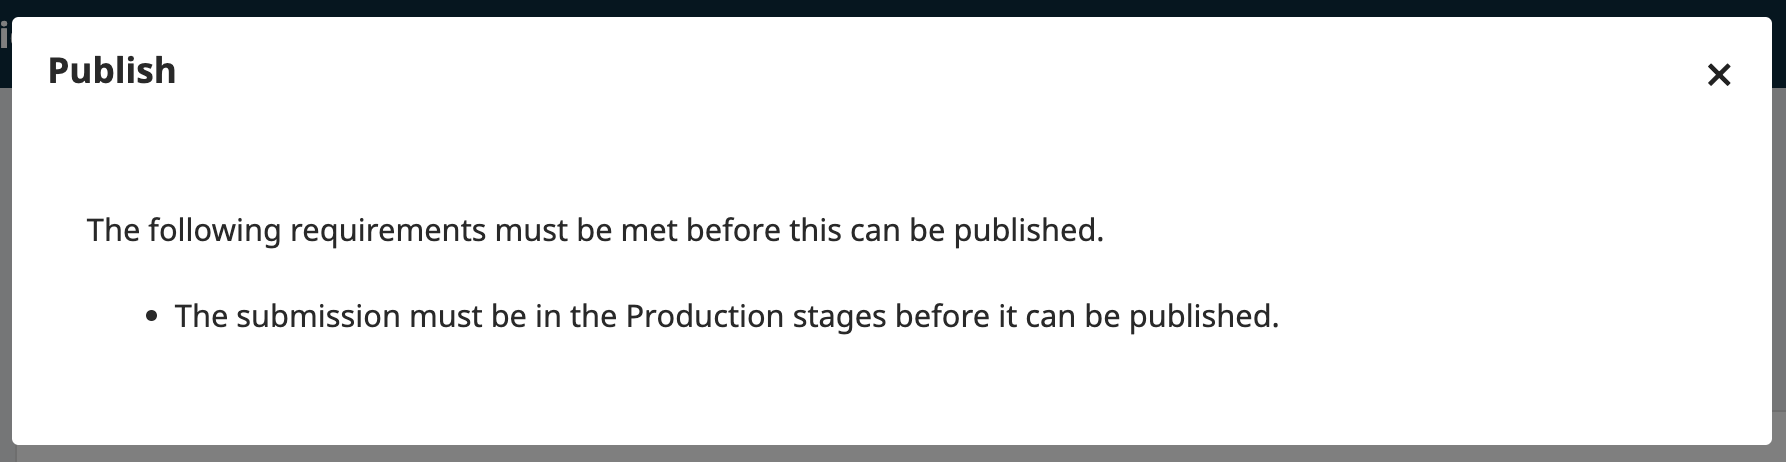 Publish
The following requirements must be met before this can be published.
• The submission must be in the Production stages before it can be published.